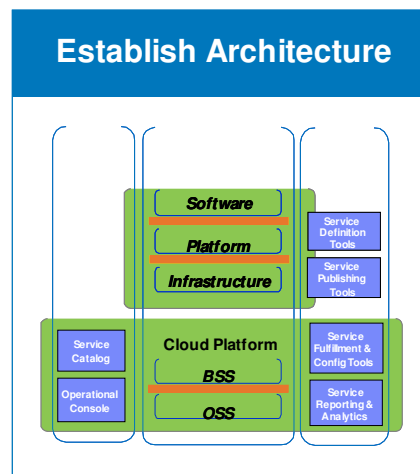 Establish Architecture
Software
Platform
Infrastructure
Service
Definition
Tools
Service
Publishing
Tools
Cloud Platform
BSS
OSS
Service
Catalog
Operational
Console
Service
Fulfillment &
Config Tools
Service
Reporting &
Analytics